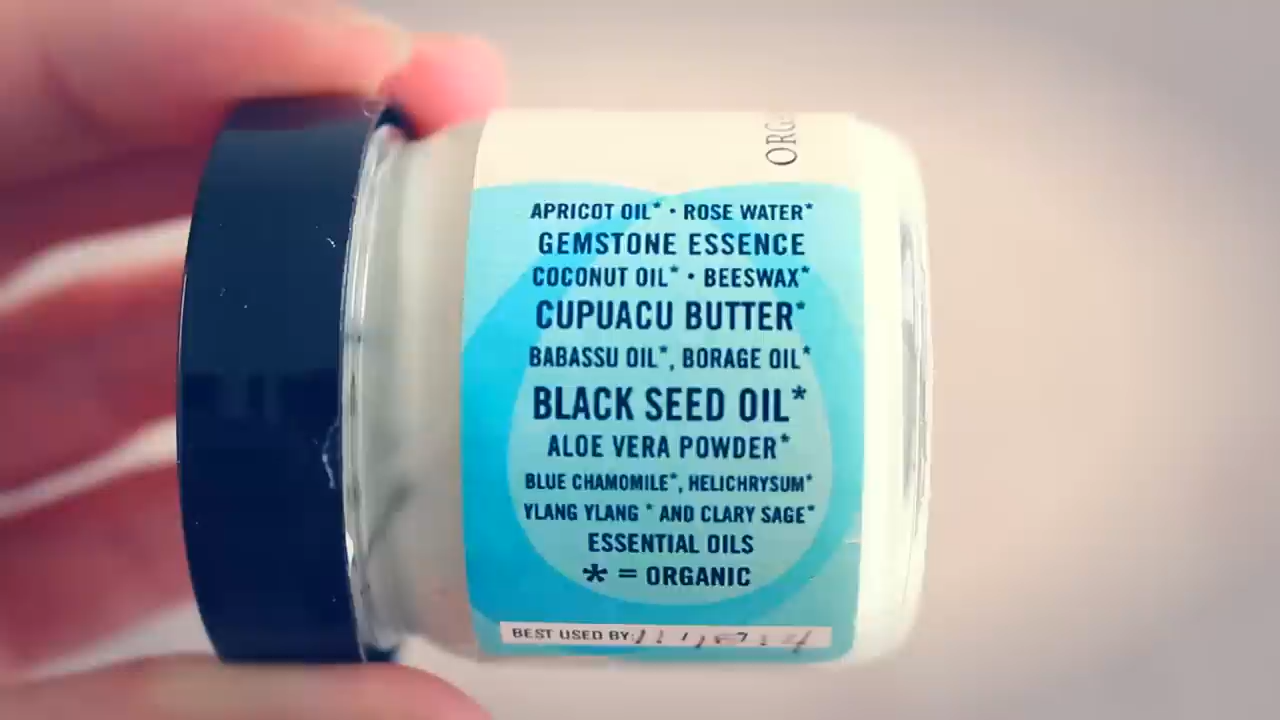 ORG
APRICOT OIL* • ROSE WATER*
GEMSTONE ESSENCE
COCONUT OIL* • BEESWAX*
CUPUACU BUTTER*
BABASSU OIL*, BORAGE OIL*
BLACK SEED OIL*
ALOE VERA POWDER*
BLUE CHAMOMILE*, HELICHRYSUM*
YLANG YLANG * AND CLARY SAGE*
ESSENTIAL OILS
* = ORGANIC
BEST USED BY: